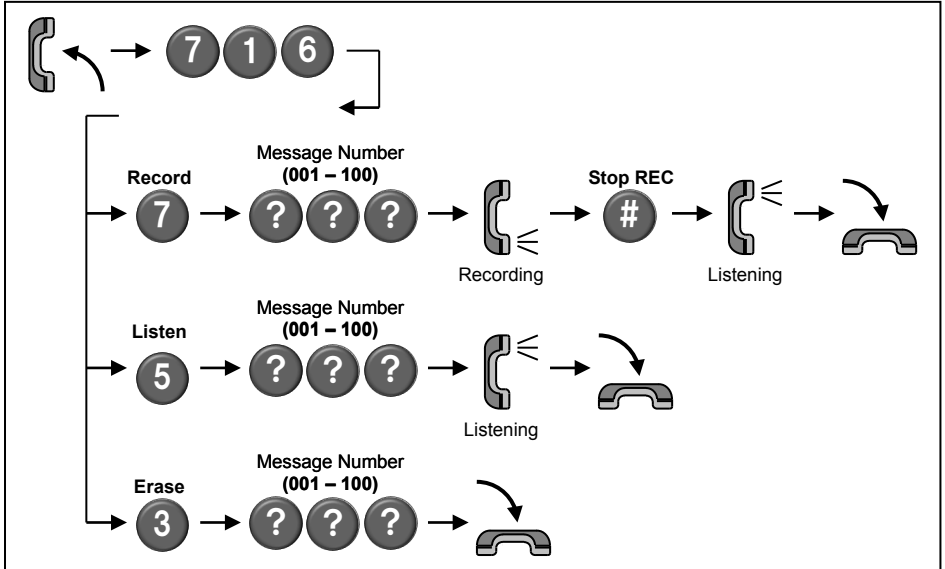 7 1 6
Message Number
(001 – 100)
Record
Stop REC
7 ? ? ? #
Recording
Listening
Message Number
(001 – 100)
Listen
5 ? ? ?
Listening
Message Number
(001 – 100)
Erase
3 ? ? ?